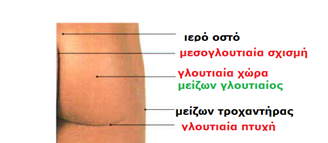 ιερό οστό
μεσογλουτιαία σχισμή
γλουτιαία χώρα
μείζων γλουτιαίος
μείζων τροχαντήρας
γλουτιαία πτυχή